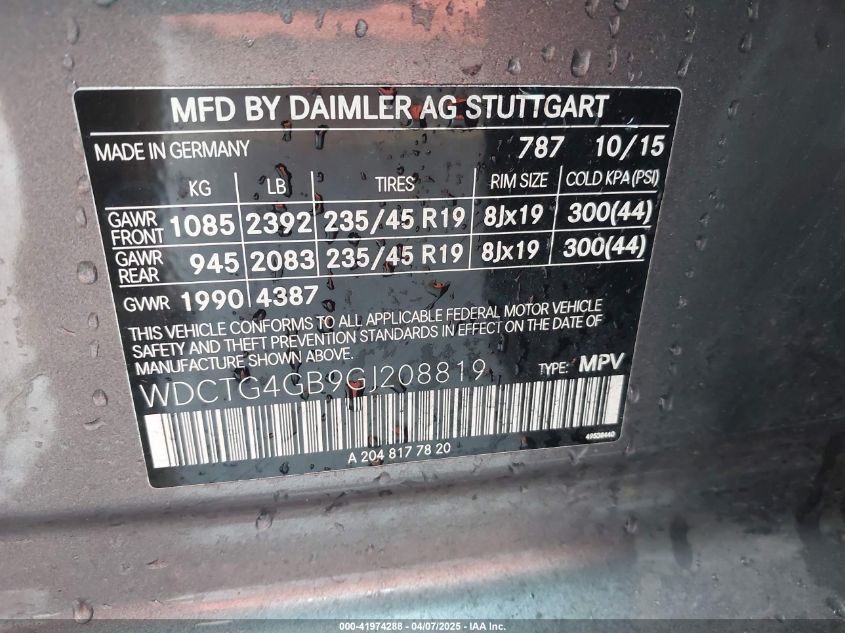 MFD BY DAIMLER AG STUTTGART
MADE IN GERMANY 787 10/15
KG LB TIRES RIM SIZE COLD KPA (PSI)
GAWR FRONT 1085 2392 235/45 R19 8Jx19 300(44)
GAWR REAR 945 2083 235/45 R19 8Jx19 300(44)
GVWR 1990 4387
THIS VEHICLE CONFORMS TO ALL APPLICABLE FEDERAL MOTOR VEHICLE
SAFETY AND THEFT PREVENTION STANDARDS IN EFFECT ON THE DATE OF
MANUFACTURE SHOWN ABOVE.
WDCTG4GB9GJ208819 TYPE: MPV
49538440
A 204 817 78 20
000-41974288 - 04/07/2025 - IAA Inc.